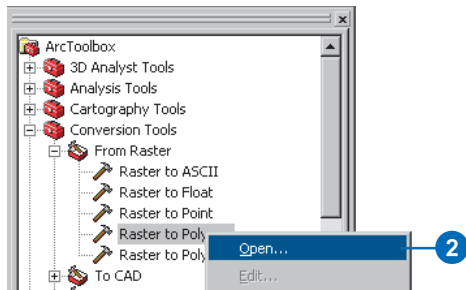 x
ArcToolbox
3D Analyst Tools
Analysis Tools
Cartography Tools
Conversion Tools
From Raster
Raster to ASCII
Raster to Float
Raster to Point
Raster to Poly
Open...
2
Raster to Poly
Edit...
To CAD